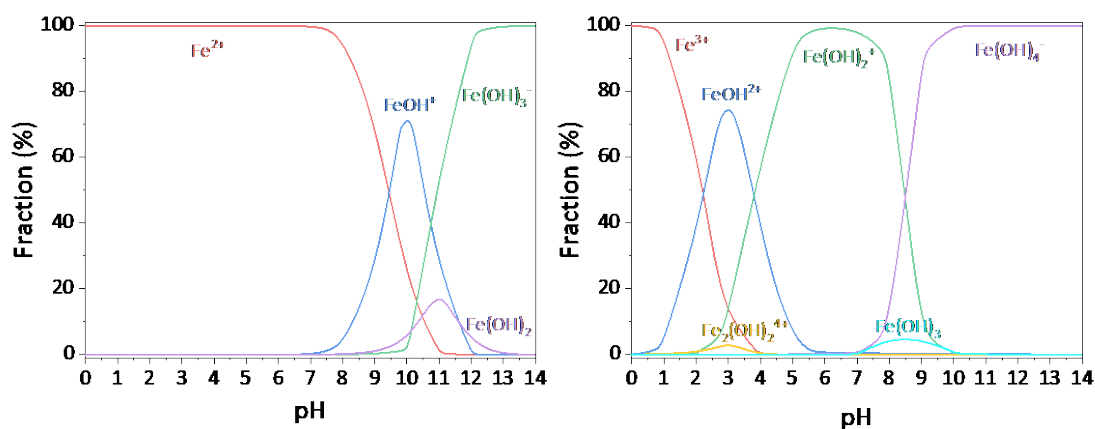 Fraction (%)
100
80
60
40
20
0
Fe²⁺
FeOH⁺
Fe(OH)₃⁻
Fe(OH)₂
0 1 2 3 4 5 6 7 8 9 10 11 12 13 14
pH
Fraction (%)
100
80
60
40
20
0
Fe³⁺
FeOH²⁺
Fe(OH)₂⁺
Fe(OH)₄⁻
Fe₂(OH)₂⁴⁺
Fe(OH)₃
0 1 2 3 4 5 6 7 8 9 10 11 12 13 14
pH